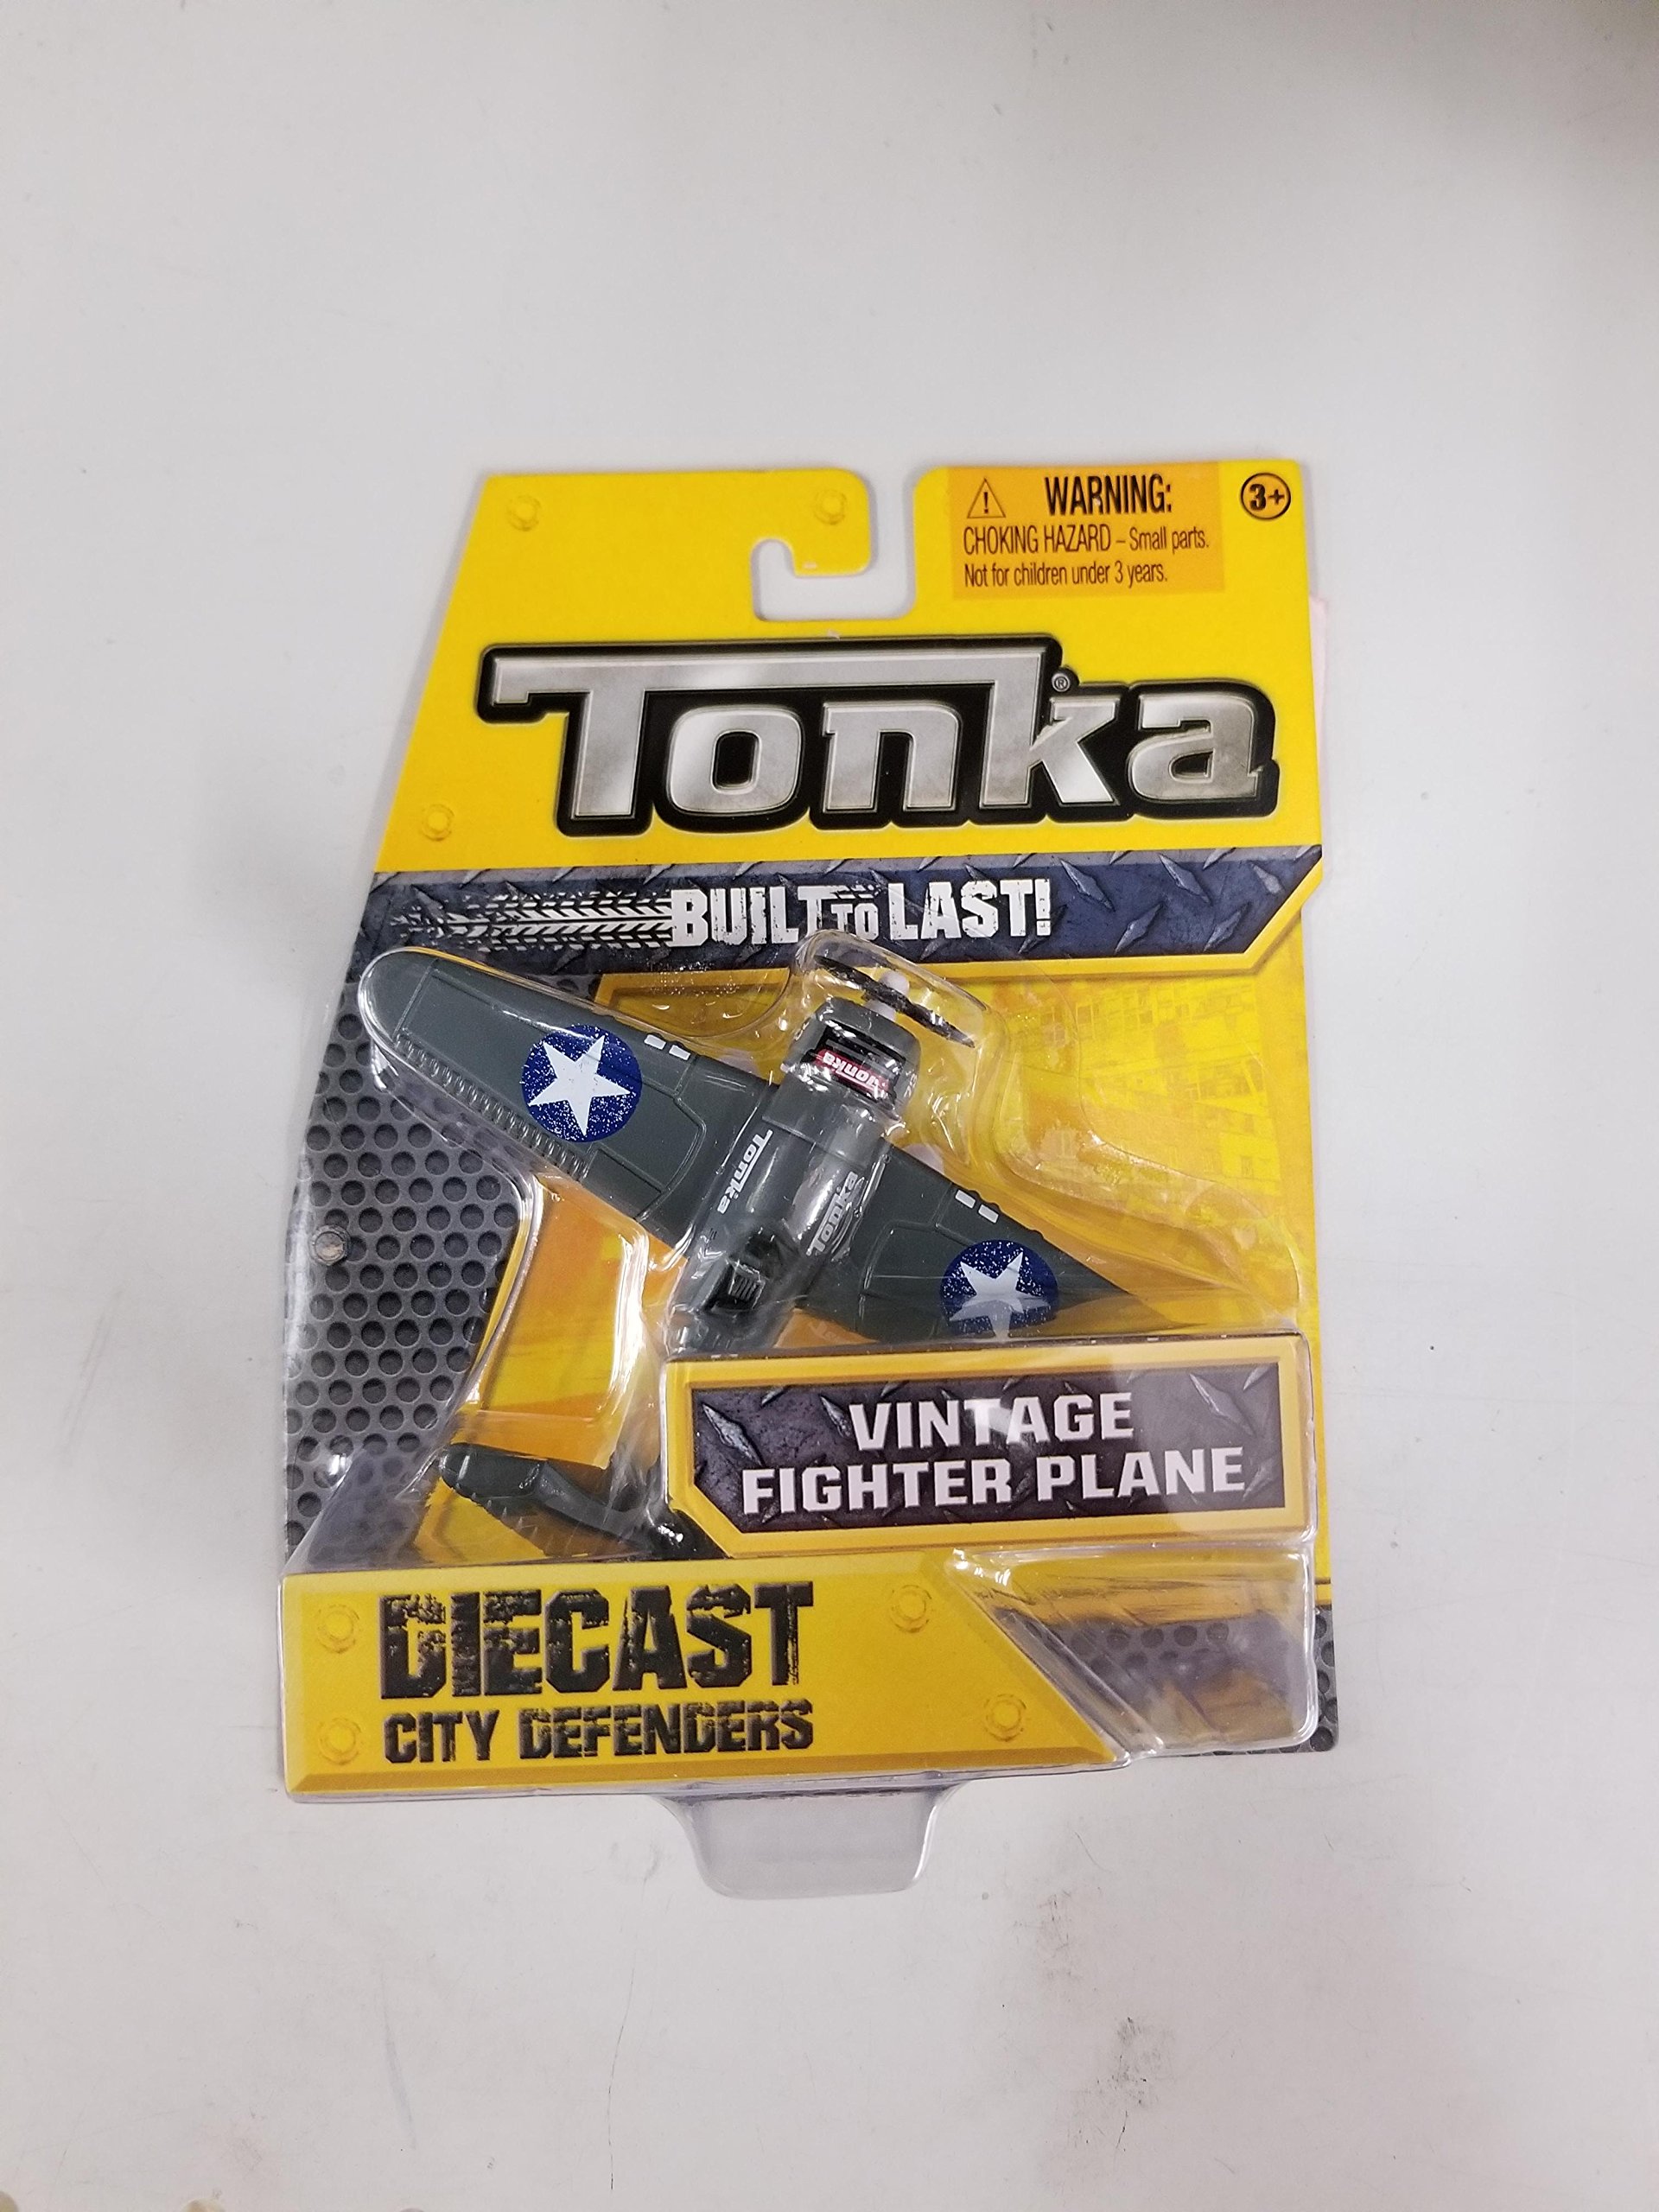 WARNING:
CHOKING HAZARD – Small parts.
Not for children under 3 years.
3+
Tonka®
BUILT TO LAST!
Tonka
Tonka
Tonka
VINTAGE
FIGHTER PLANE
DIECAST
CITY DEFENDERS